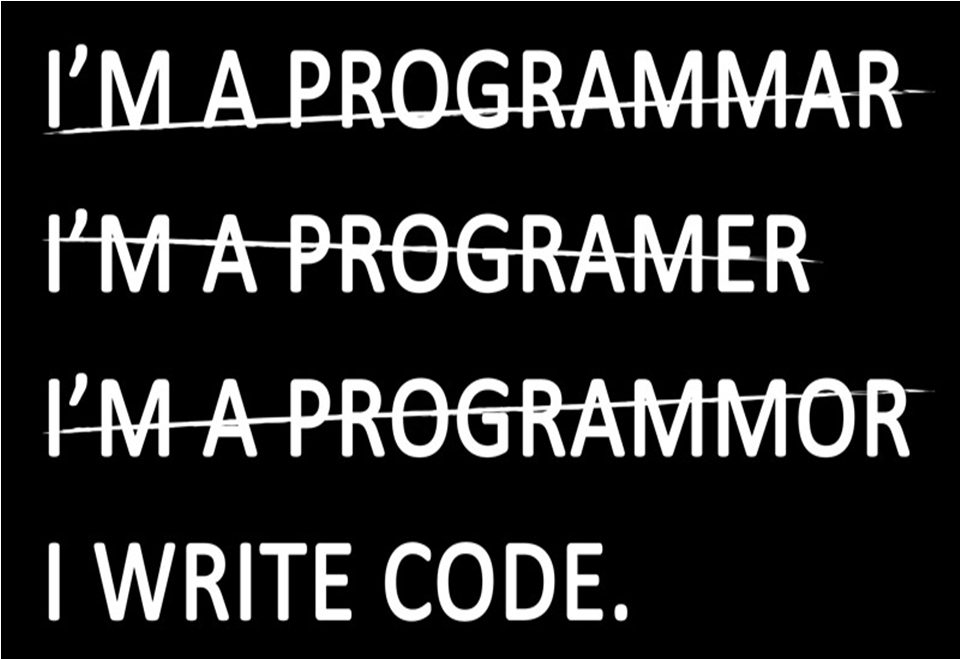 I’M A PROGRAMMAR
I’M A PROGRAMER
I’M A PROGRAMMOR
I WRITE CODE.